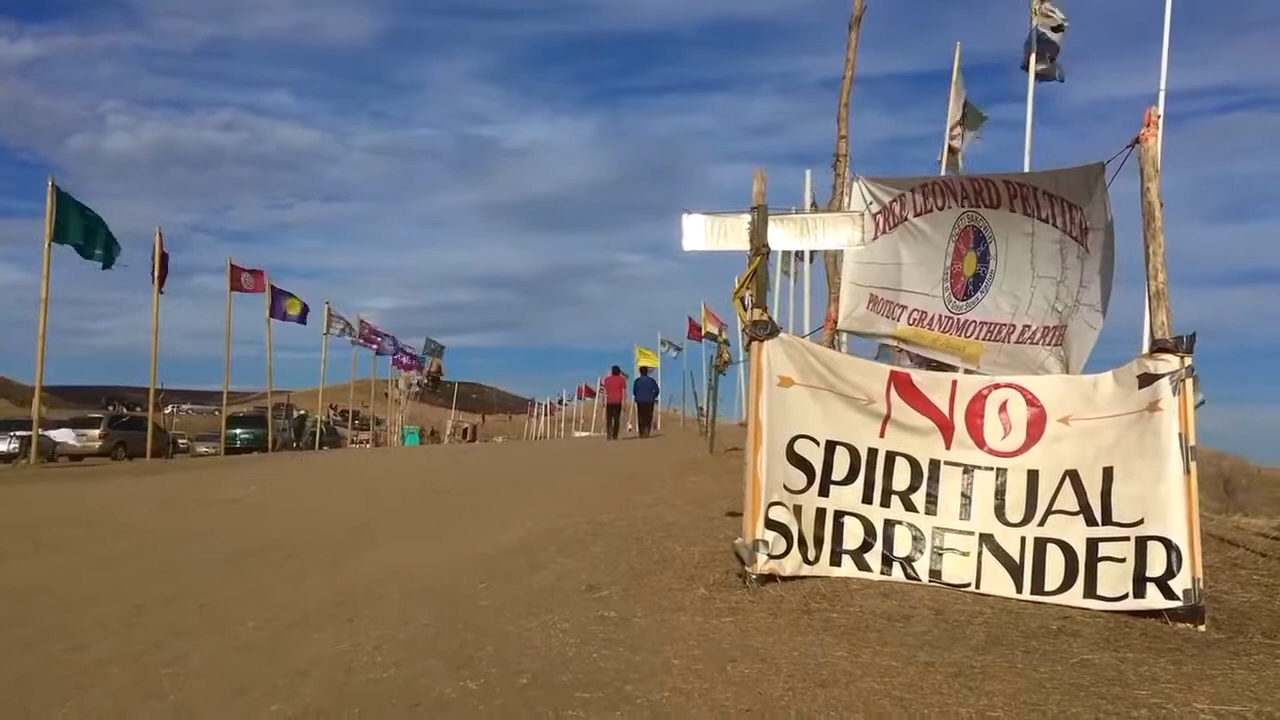 FREE LEONARD PELTIER
PROTECT GRANDMOTHER EARTH
NO
SPIRITUAL
SURRENDER